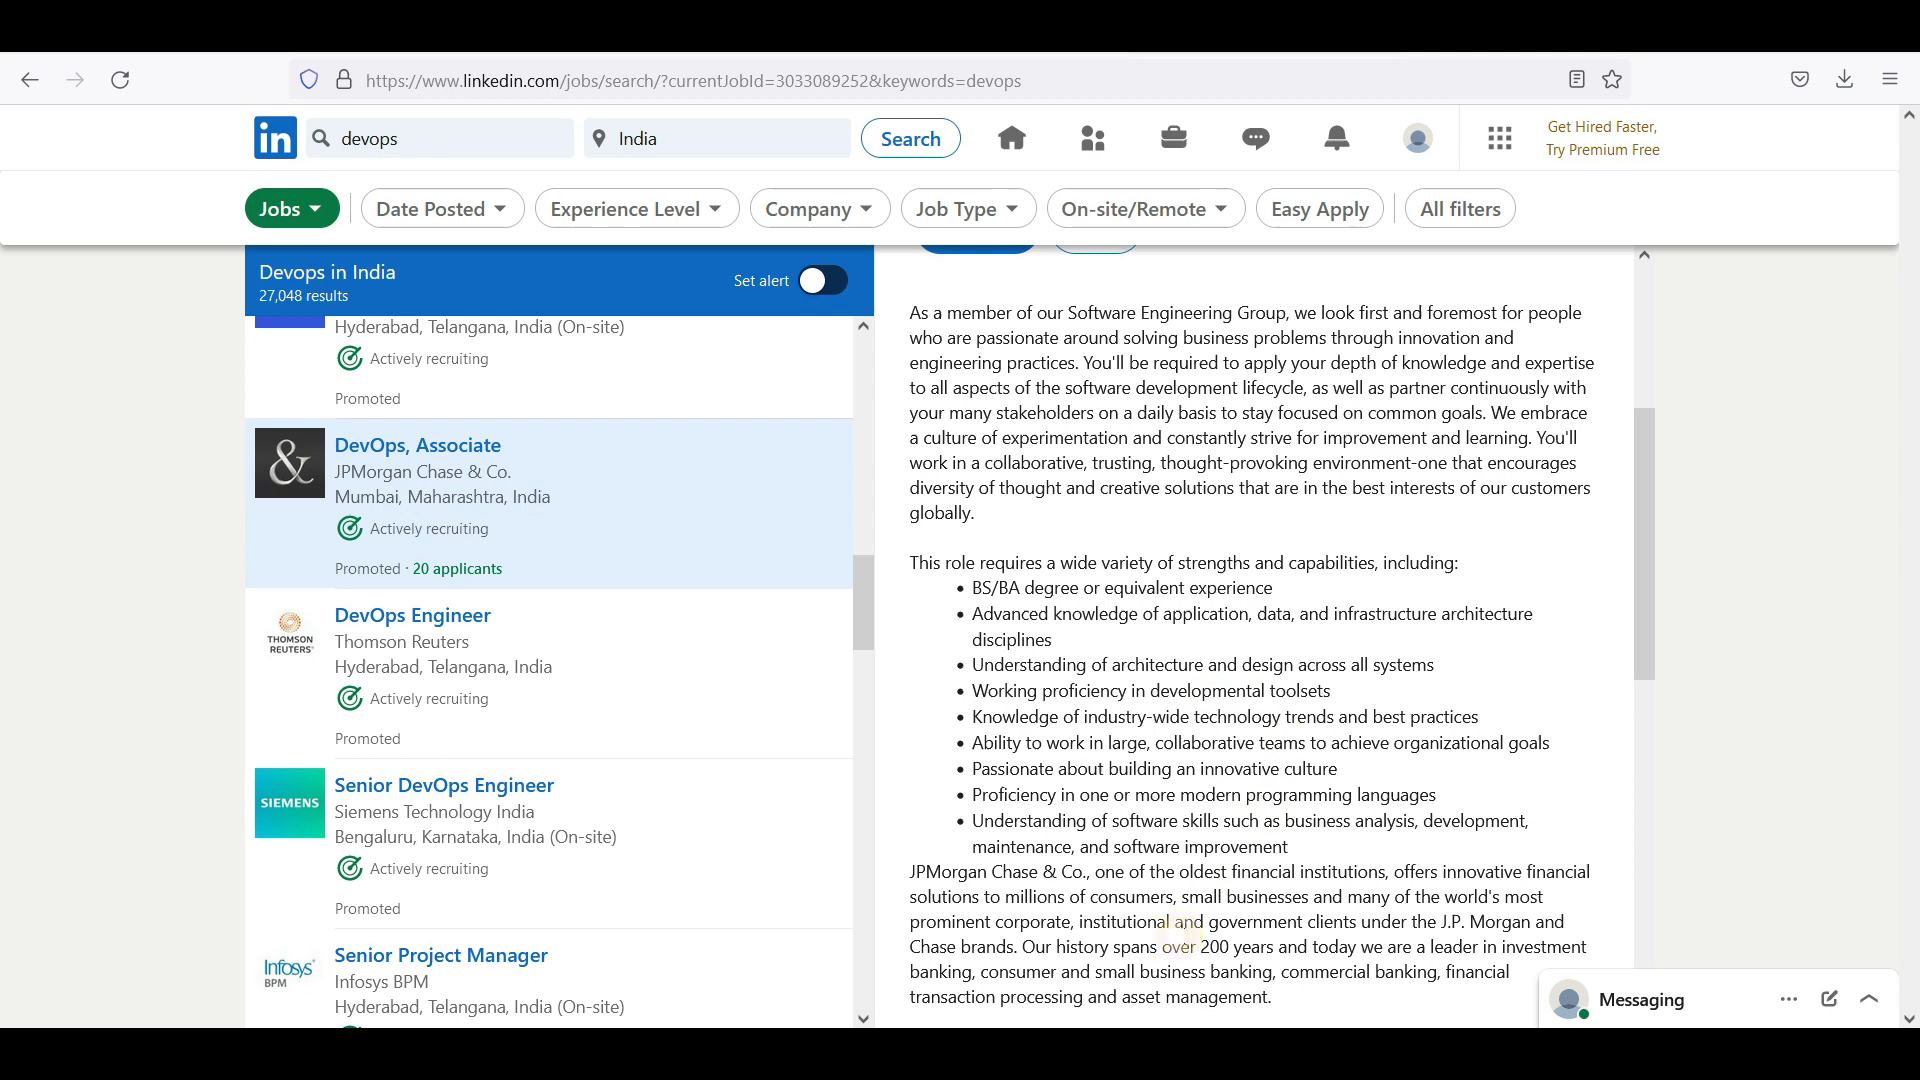 https://www.linkedin.com/jobs/search/?currentJobId=3033089252&keywords=devops
in
devops
India
Search
Get Hired Faster,
Try Premium Free
Jobs
Date Posted
Experience Level
Company
Job Type
On-site/Remote
Easy Apply
All filters
Devops in India
27,048 results
Set alert
Hyderabad, Telangana, India (On-site)
Actively recruiting
Promoted
&
DevOps, Associate
JPMorgan Chase & Co.
Mumbai, Maharashtra, India
Actively recruiting
Promoted · 20 applicants
THOMSON
REUTERS
DevOps Engineer
Thomson Reuters
Hyderabad, Telangana, India
Actively recruiting
Promoted
SIEMENS
Senior DevOps Engineer
Siemens Technology India
Bengaluru, Karnataka, India (On-site)
Actively recruiting
Promoted
Infosys
BPM
Senior Project Manager
Infosys BPM
Hyderabad, Telangana, India (On-site)
As a member of our Software Engineering Group, we look first and foremost for people
who are passionate around solving business problems through innovation and
engineering practices. You'll be required to apply your depth of knowledge and expertise
to all aspects of the software development lifecycle, as well as partner continuously with
your many stakeholders on a daily basis to stay focused on common goals. We embrace
a culture of experimentation and constantly strive for improvement and learning. You'll
work in a collaborative, trusting, thought-provoking environment-one that encourages
diversity of thought and creative solutions that are in the best interests of our customers
globally.
This role requires a wide variety of strengths and capabilities, including:
• BS/BA degree or equivalent experience
• Advanced knowledge of application, data, and infrastructure architecture
disciplines
• Understanding of architecture and design across all systems
• Working proficiency in developmental toolsets
• Knowledge of industry-wide technology trends and best practices
• Ability to work in large, collaborative teams to achieve organizational goals
• Passionate about building an innovative culture
• Proficiency in one or more modern programming languages
• Understanding of software skills such as business analysis, development,
maintenance, and software improvement
JPMorgan Chase & Co., one of the oldest financial institutions, offers innovative financial
solutions to millions of consumers, small businesses and many of the world's most
prominent corporate, institutional and government clients under the J.P. Morgan and
Chase brands. Our history spans over 200 years and today we are a leader in investment
banking, consumer and small business banking, commercial banking, financial
transaction processing and asset management.
Messaging